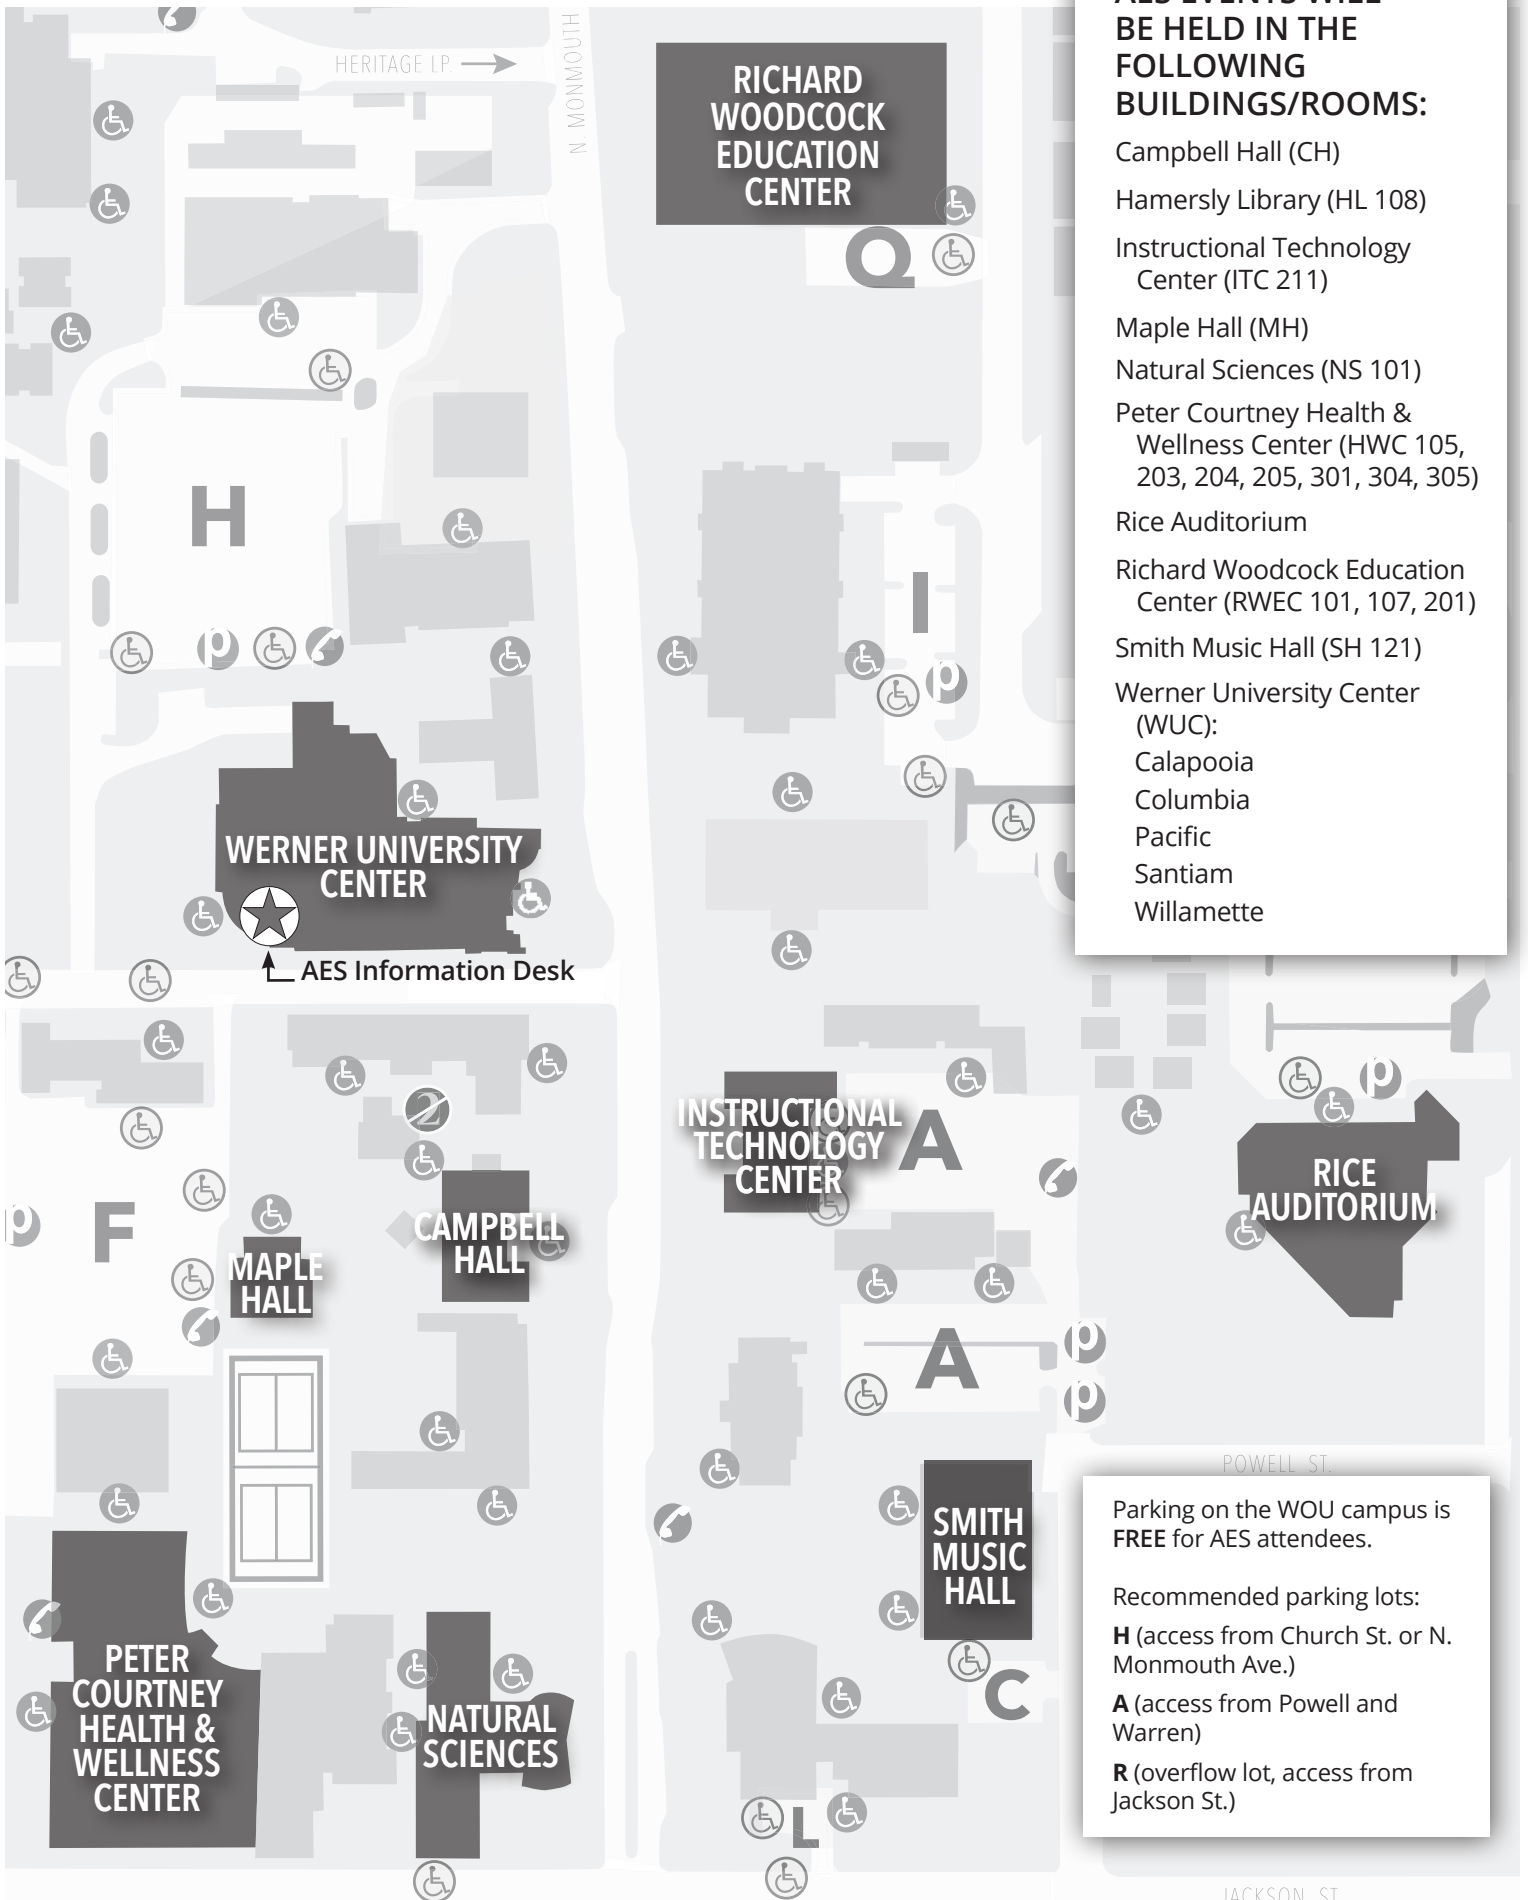 AES EVENTS WILL
BE HELD IN THE
FOLLOWING
BUILDINGS/ROOMS:
Campbell Hall (CH)
Hamersly Library (HL 108)
Instructional Technology
Center (ITC 211)
Maple Hall (MH)
Natural Sciences (NS 101)
Peter Courtney Health &
Wellness Center (HWC 105,
203, 204, 205, 301, 304, 305)
Rice Auditorium
Richard Woodcock Education
Center (RWEC 101, 107, 201)
Smith Music Hall (SH 121)
Werner University Center
(WUC):
Calapooia
Columbia
Pacific
Santiam
Willamette
HERITAGE LP.
N. MONMOUTH
RICHARD
WOODCOCK
EDUCATION
CENTER
Q
H
I
p
p
WERNER UNIVERSITY
CENTER
AES Information Desk
2
INSTRUCTIONAL
TECHNOLOGY
CENTER
A
p
RICE
AUDITORIUM
p
F
CAMPBELL
HALL
MAPLE
HALL
A
p
p
POWELL ST.
SMITH
MUSIC
HALL
C
PETER
COURTNEY
HEALTH &
WELLNESS
CENTER
NATURAL
SCIENCES
L
Parking on the WOU campus is
FREE for AES attendees.
Recommended parking lots:
H (access from Church St. or N.
Monmouth Ave.)
A (access from Powell and
Warren)
R (overflow lot, access from
Jackson St.)
JACKSON ST.